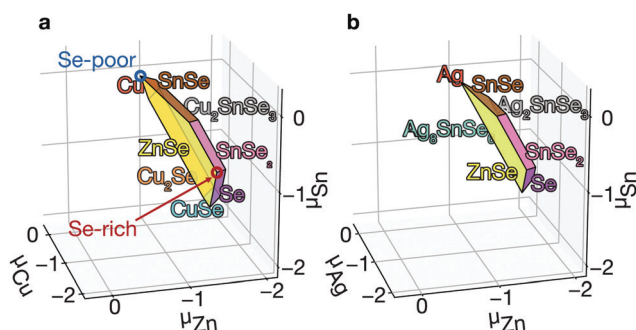 a
Se-poor
Cu
SnSe
Cu₂SnSe₃
ZnSe
SnSe₂
Cu₂Se
Se
CuSe
Se-rich
0
−1
−2
μCu
0
−1
−2
μZn
0
−1
−2
μSn
b
Ag
SnSe
Ag₂SnSe₃
Ag₈SnSe₆
SnSe₂
ZnSe
Se
0
−1
−2
μAg
0
−1
−2
μZn
0
−1
−2
μSn